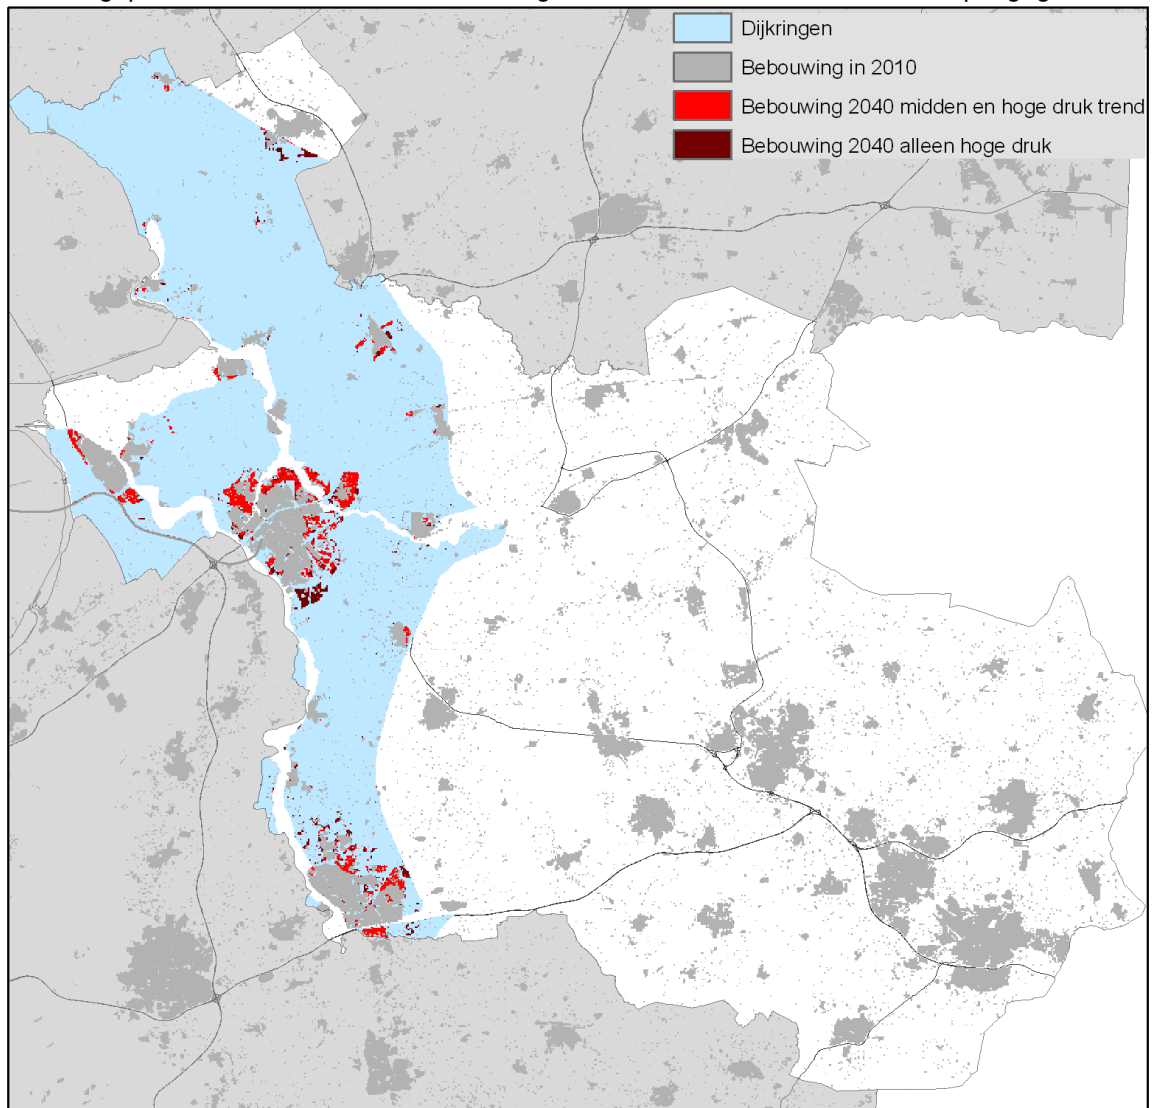 Dijkringen
Bebouwing in 2010
Bebouwing 2040 midden en hoge druk trend
Bebouwing 2040 alleen hoge druk